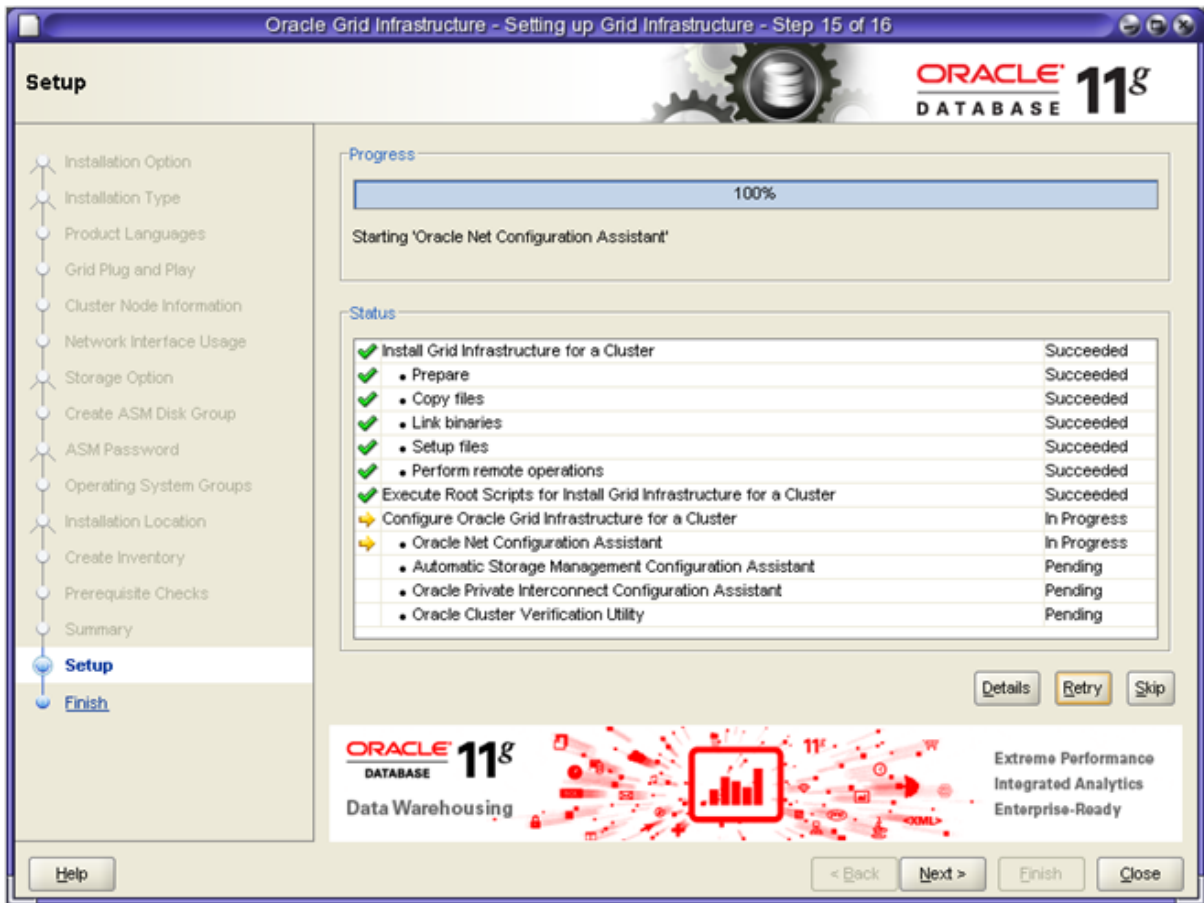 Oracle Grid Infrastructure - Setting up Grid Infrastructure - Step 15 of 16
Setup
ORACLE DATABASE 11g
Installation Option
Installation Type
Product Languages
Grid Plug and Play
Cluster Node Information
Network Interface Usage
Storage Option
Create ASM Disk Group
ASM Password
Operating System Groups
Installation Location
Create Inventory
Prerequisite Checks
Summary
Setup
Finish
Progress
100%
Starting 'Oracle Net Configuration Assistant'
Status
Install Grid Infrastructure for a Cluster Succeeded
• Prepare Succeeded
• Copy files Succeeded
• Link binaries Succeeded
• Setup files Succeeded
• Perform remote operations Succeeded
Execute Root Scripts for Install Grid Infrastructure for a Cluster Succeeded
Configure Oracle Grid Infrastructure for a Cluster In Progress
• Oracle Net Configuration Assistant In Progress
• Automatic Storage Management Configuration Assistant Pending
• Oracle Private Interconnect Configuration Assistant Pending
• Oracle Cluster Verification Utility Pending
Details Retry Skip
ORACLE DATABASE 11g
Data Warehousing
11g
<XML>
Extreme Performance
Integrated Analytics
Enterprise-Ready
Help < Back Next > Finish Close